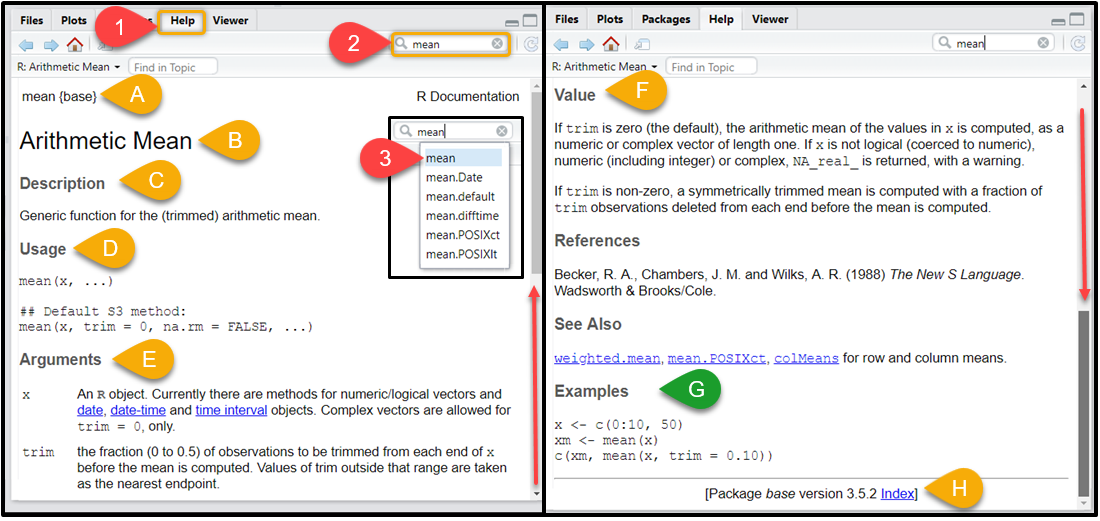 Files Plots Help Viewer
1
2
mean
R: Arithmetic Mean Find in Topic
mean {base} A R Documentation
Arithmetic Mean B
mean
3 mean
mean.Date
mean.default
mean.difftime
mean.POSIXct
mean.POSIXlt
Description C
Generic function for the (trimmed) arithmetic mean.
Usage D
mean(x, ...)
## Default S3 method:
mean(x, trim = 0, na.rm = FALSE, ...)
Arguments E
x An R object. Currently there are methods for numeric/logical vectors and
date, date-time and time interval objects. Complex vectors are allowed for
trim = 0, only.
trim the fraction (0 to 0.5) of observations to be trimmed from each end of x
before the mean is computed. Values of trim outside that range are taken
as the nearest endpoint.
Files Plots Packages Help Viewer
mean
R: Arithmetic Mean Find in Topic
Value F
If trim is zero (the default), the arithmetic mean of the values in x is computed, as a
numeric or complex vector of length one. If x is not logical (coerced to numeric),
numeric (including integer) or complex, NA_real_ is returned, with a warning.
If trim is non-zero, a symmetrically trimmed mean is computed with a fraction of
trim observations deleted from each end before the mean is computed.
References
Becker, R. A., Chambers, J. M. and Wilks, A. R. (1988) The New S Language.
Wadsworth & Brooks/Cole.
See Also
weighted.mean, mean.POSIXct, colMeans for row and column means.
Examples G
x <- c(0:10, 50)
xm <- mean(x)
c(xm, mean(x, trim = 0.10))
[Package base version 3.5.2 Index] H